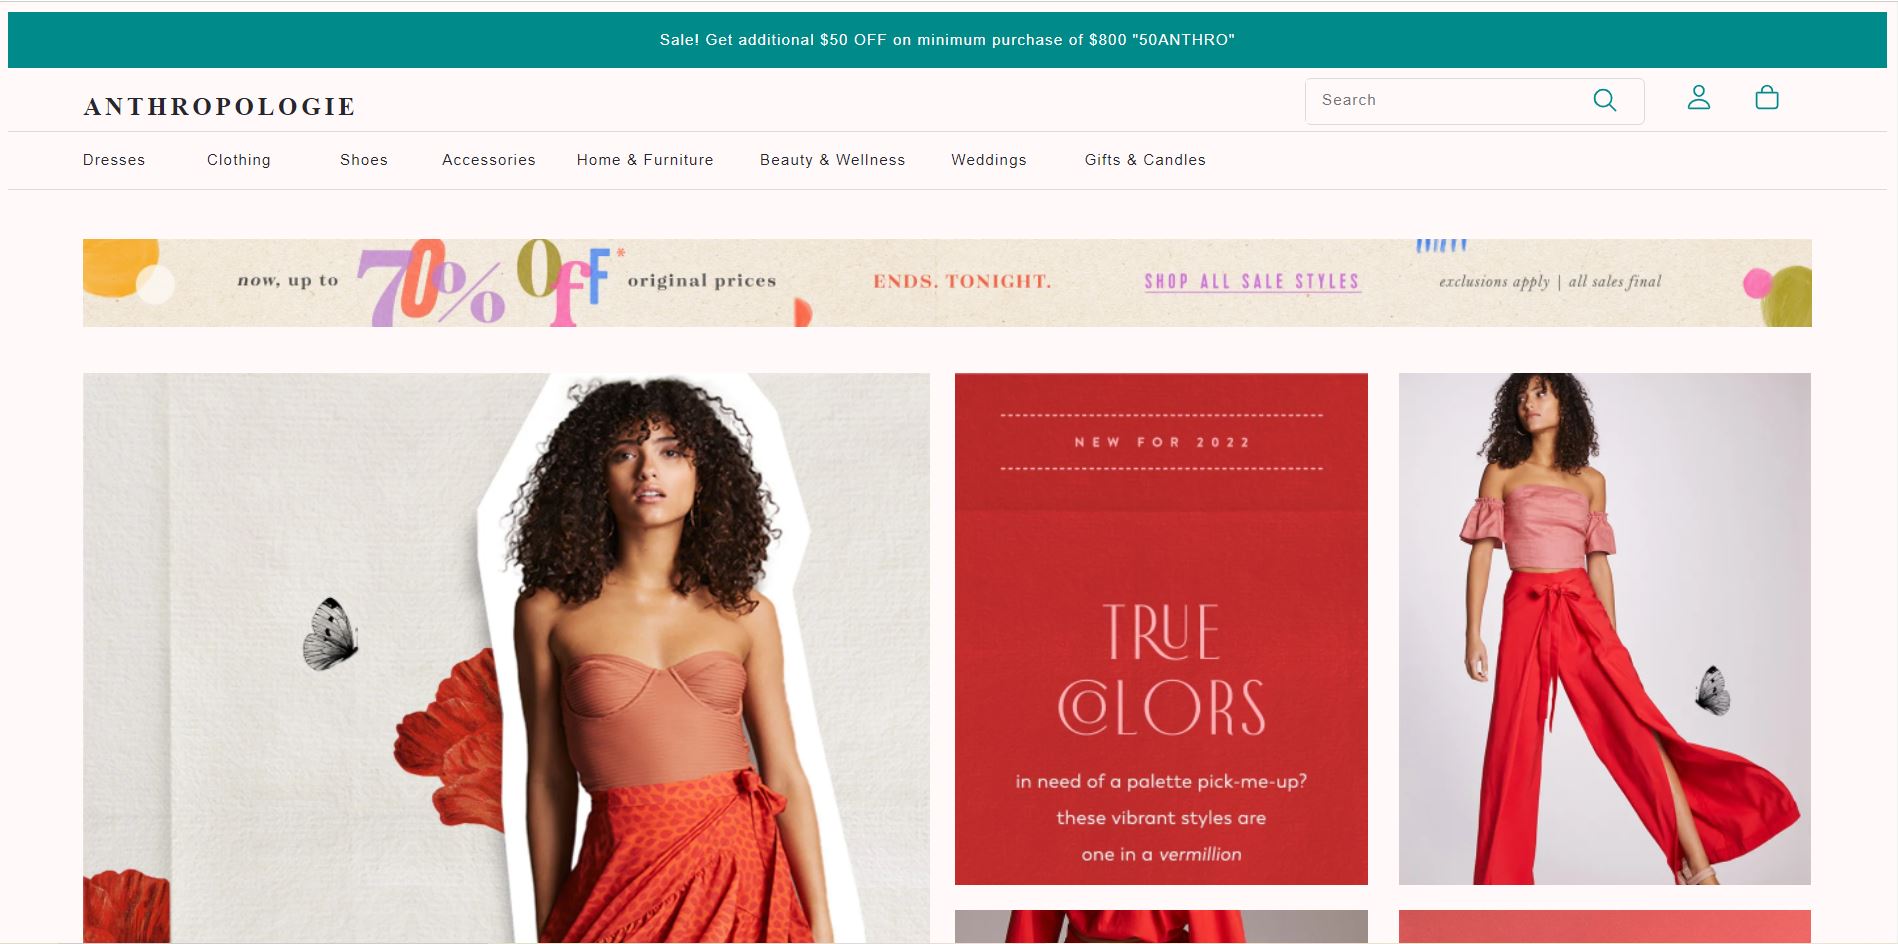 Sale! Get additional $50 OFF on minimum purchase of $800 "50ANTHRO"
ANTHROPOLOGIE
Search
Dresses
Clothing
Shoes
Accessories
Home & Furniture
Beauty & Wellness
Weddings
Gifts & Candles
now, up to 70% Off* original prices
ENDS. TONIGHT.
SHOP ALL SALE STYLES
exclusions apply | all sales final
NEW FOR 2022
TRUE
COLORS
in need of a palette pick-me-up?
these vibrant styles are
one in a vermillion